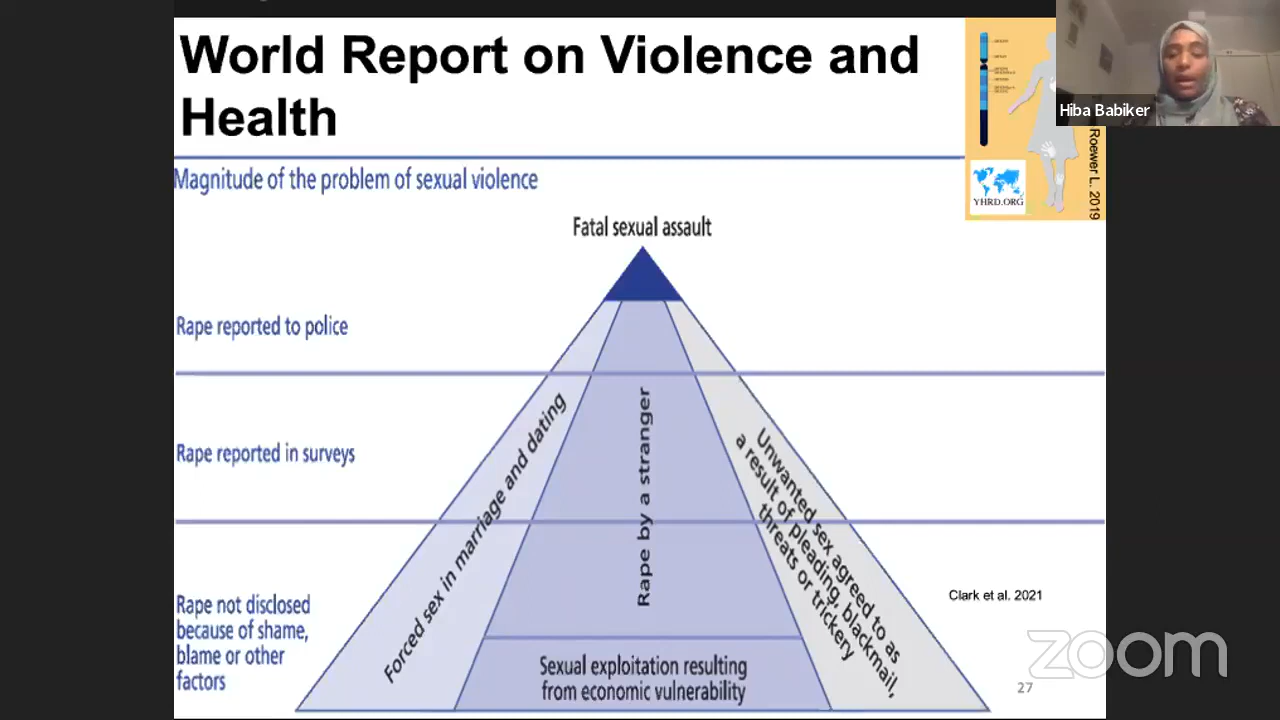 World Report on Violence and
Health
Hiba Babiker
Roewer L. 2019
YHRD.ORG
Magnitude of the problem of sexual violence
Fatal sexual assault
Rape reported to police
Rape reported in surveys
Rape not disclosed
because of shame,
blame or other
factors
Forced sex in marriage and dating
Rape by a stranger
Unwanted sex agreed to as
a result of pleading, blackmail,
threats or trickery
Sexual exploitation resulting
from economic vulnerability
Clark et al. 2021
zoom
27